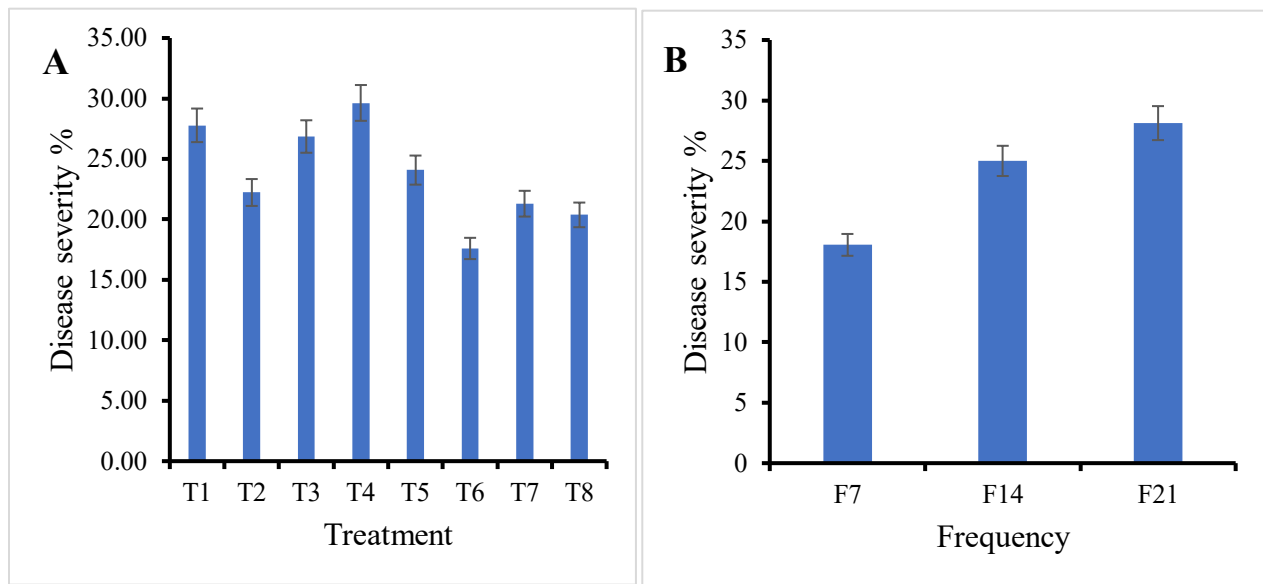 A
Disease severity %
35.00
30.00
25.00
20.00
15.00
10.00
5.00
0.00
T1 T2 T3 T4 T5 T6 T7 T8
Treatment
B
Disease severity %
35
30
25
20
15
10
5
0
F7 F14 F21
Frequency